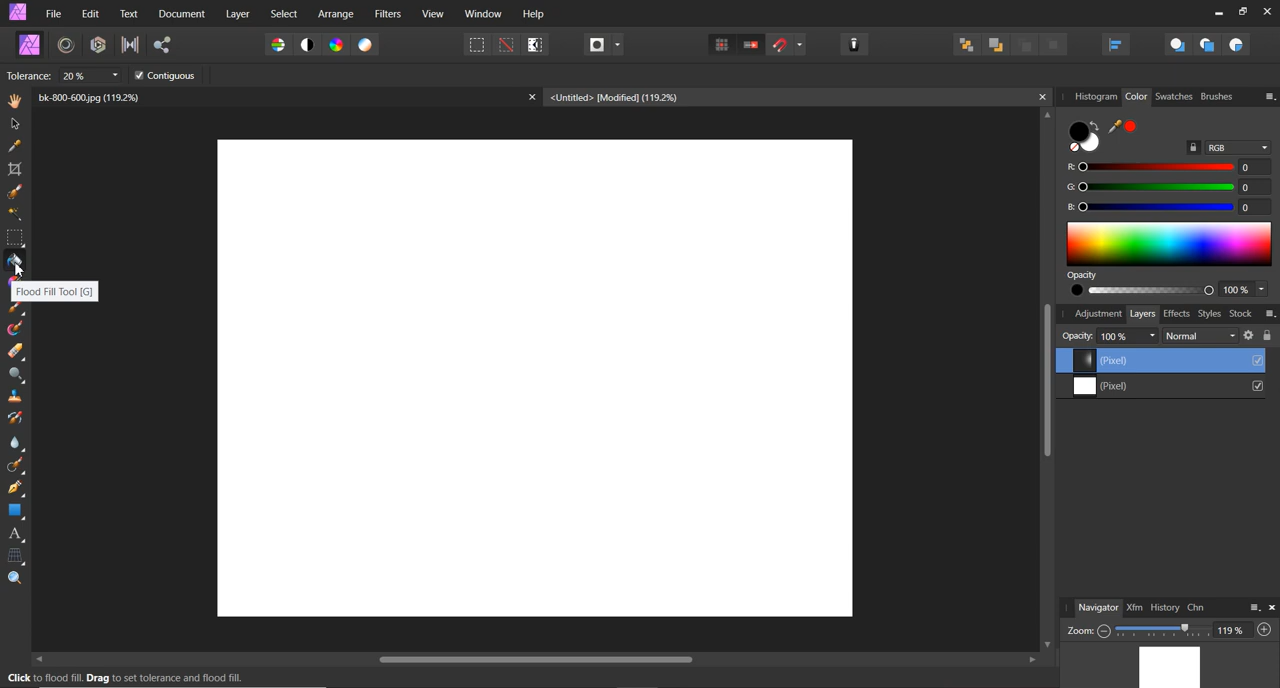 File Edit Text Document Layer Select Arrange Filters View Window Help
Tolerance: 20 % Contiguous
bk-800-600.jpg (119.2%) <Untitled> [Modified] (119.2%)
Histogram Color Swatches Brushes
RGB
R: 0
G: 0
B: 0
Flood Fill Tool [G]
Opacity
100 %
Adjustment Layers Effects Styles Stock
Opacity: 100 % Normal
(Pixel)
(Pixel)
Navigator Xfm History Chn
Zoom: 119 %
Click to flood fill. Drag to set tolerance and flood fill.